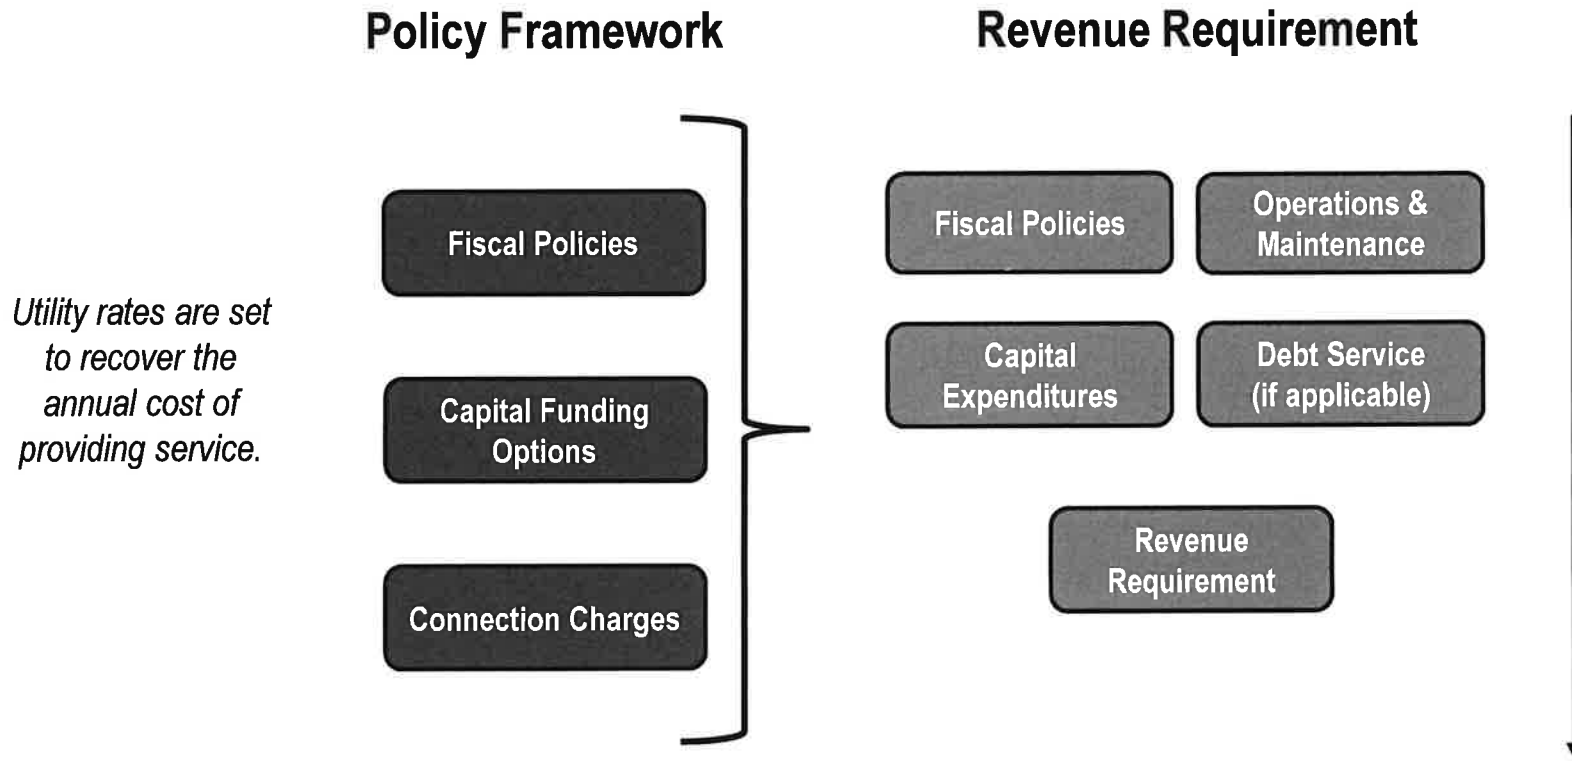 Policy Framework
Revenue Requirement
Utility rates are set
to recover the
annual cost of
providing service.
Fiscal Policies
Capital Funding
Options
Connection Charges
Fiscal Policies
Operations &
Maintenance
Capital
Expenditures
Debt Service
(if applicable)
Revenue
Requirement